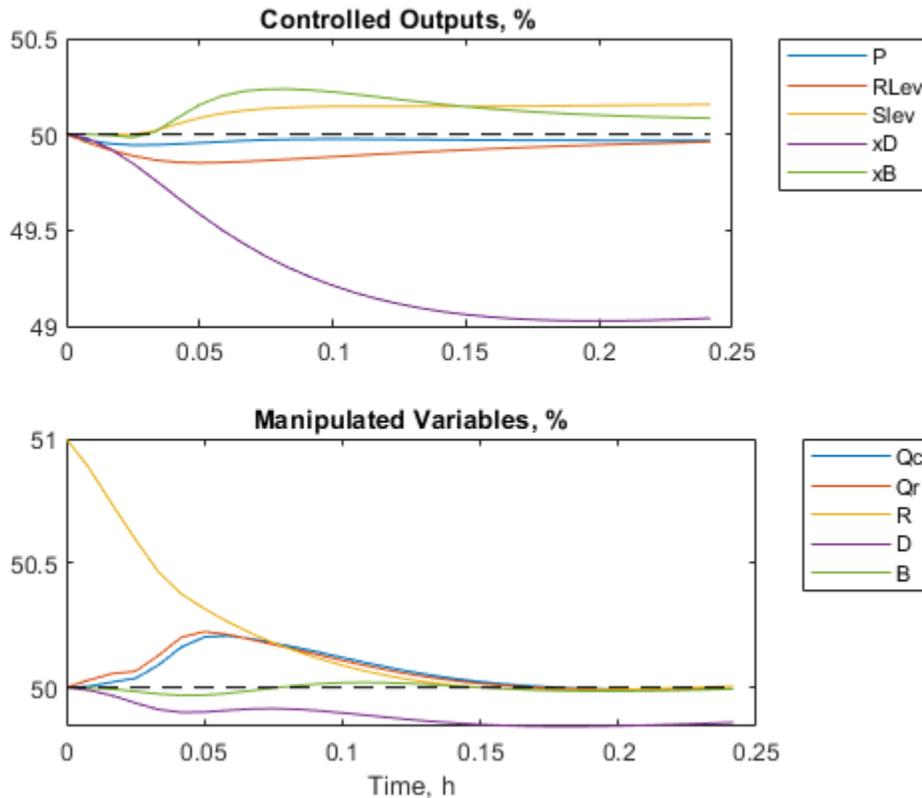 Controlled Outputs, %
50.5
50
49.5
49
0
0.05
0.1
0.15
0.2
0.25
P
RLev
Slev
xD
xB
Manipulated Variables, %
51
50.5
50
0
0.05
0.1
0.15
0.2
0.25
Time, h
Qc
Qr
R
D
B